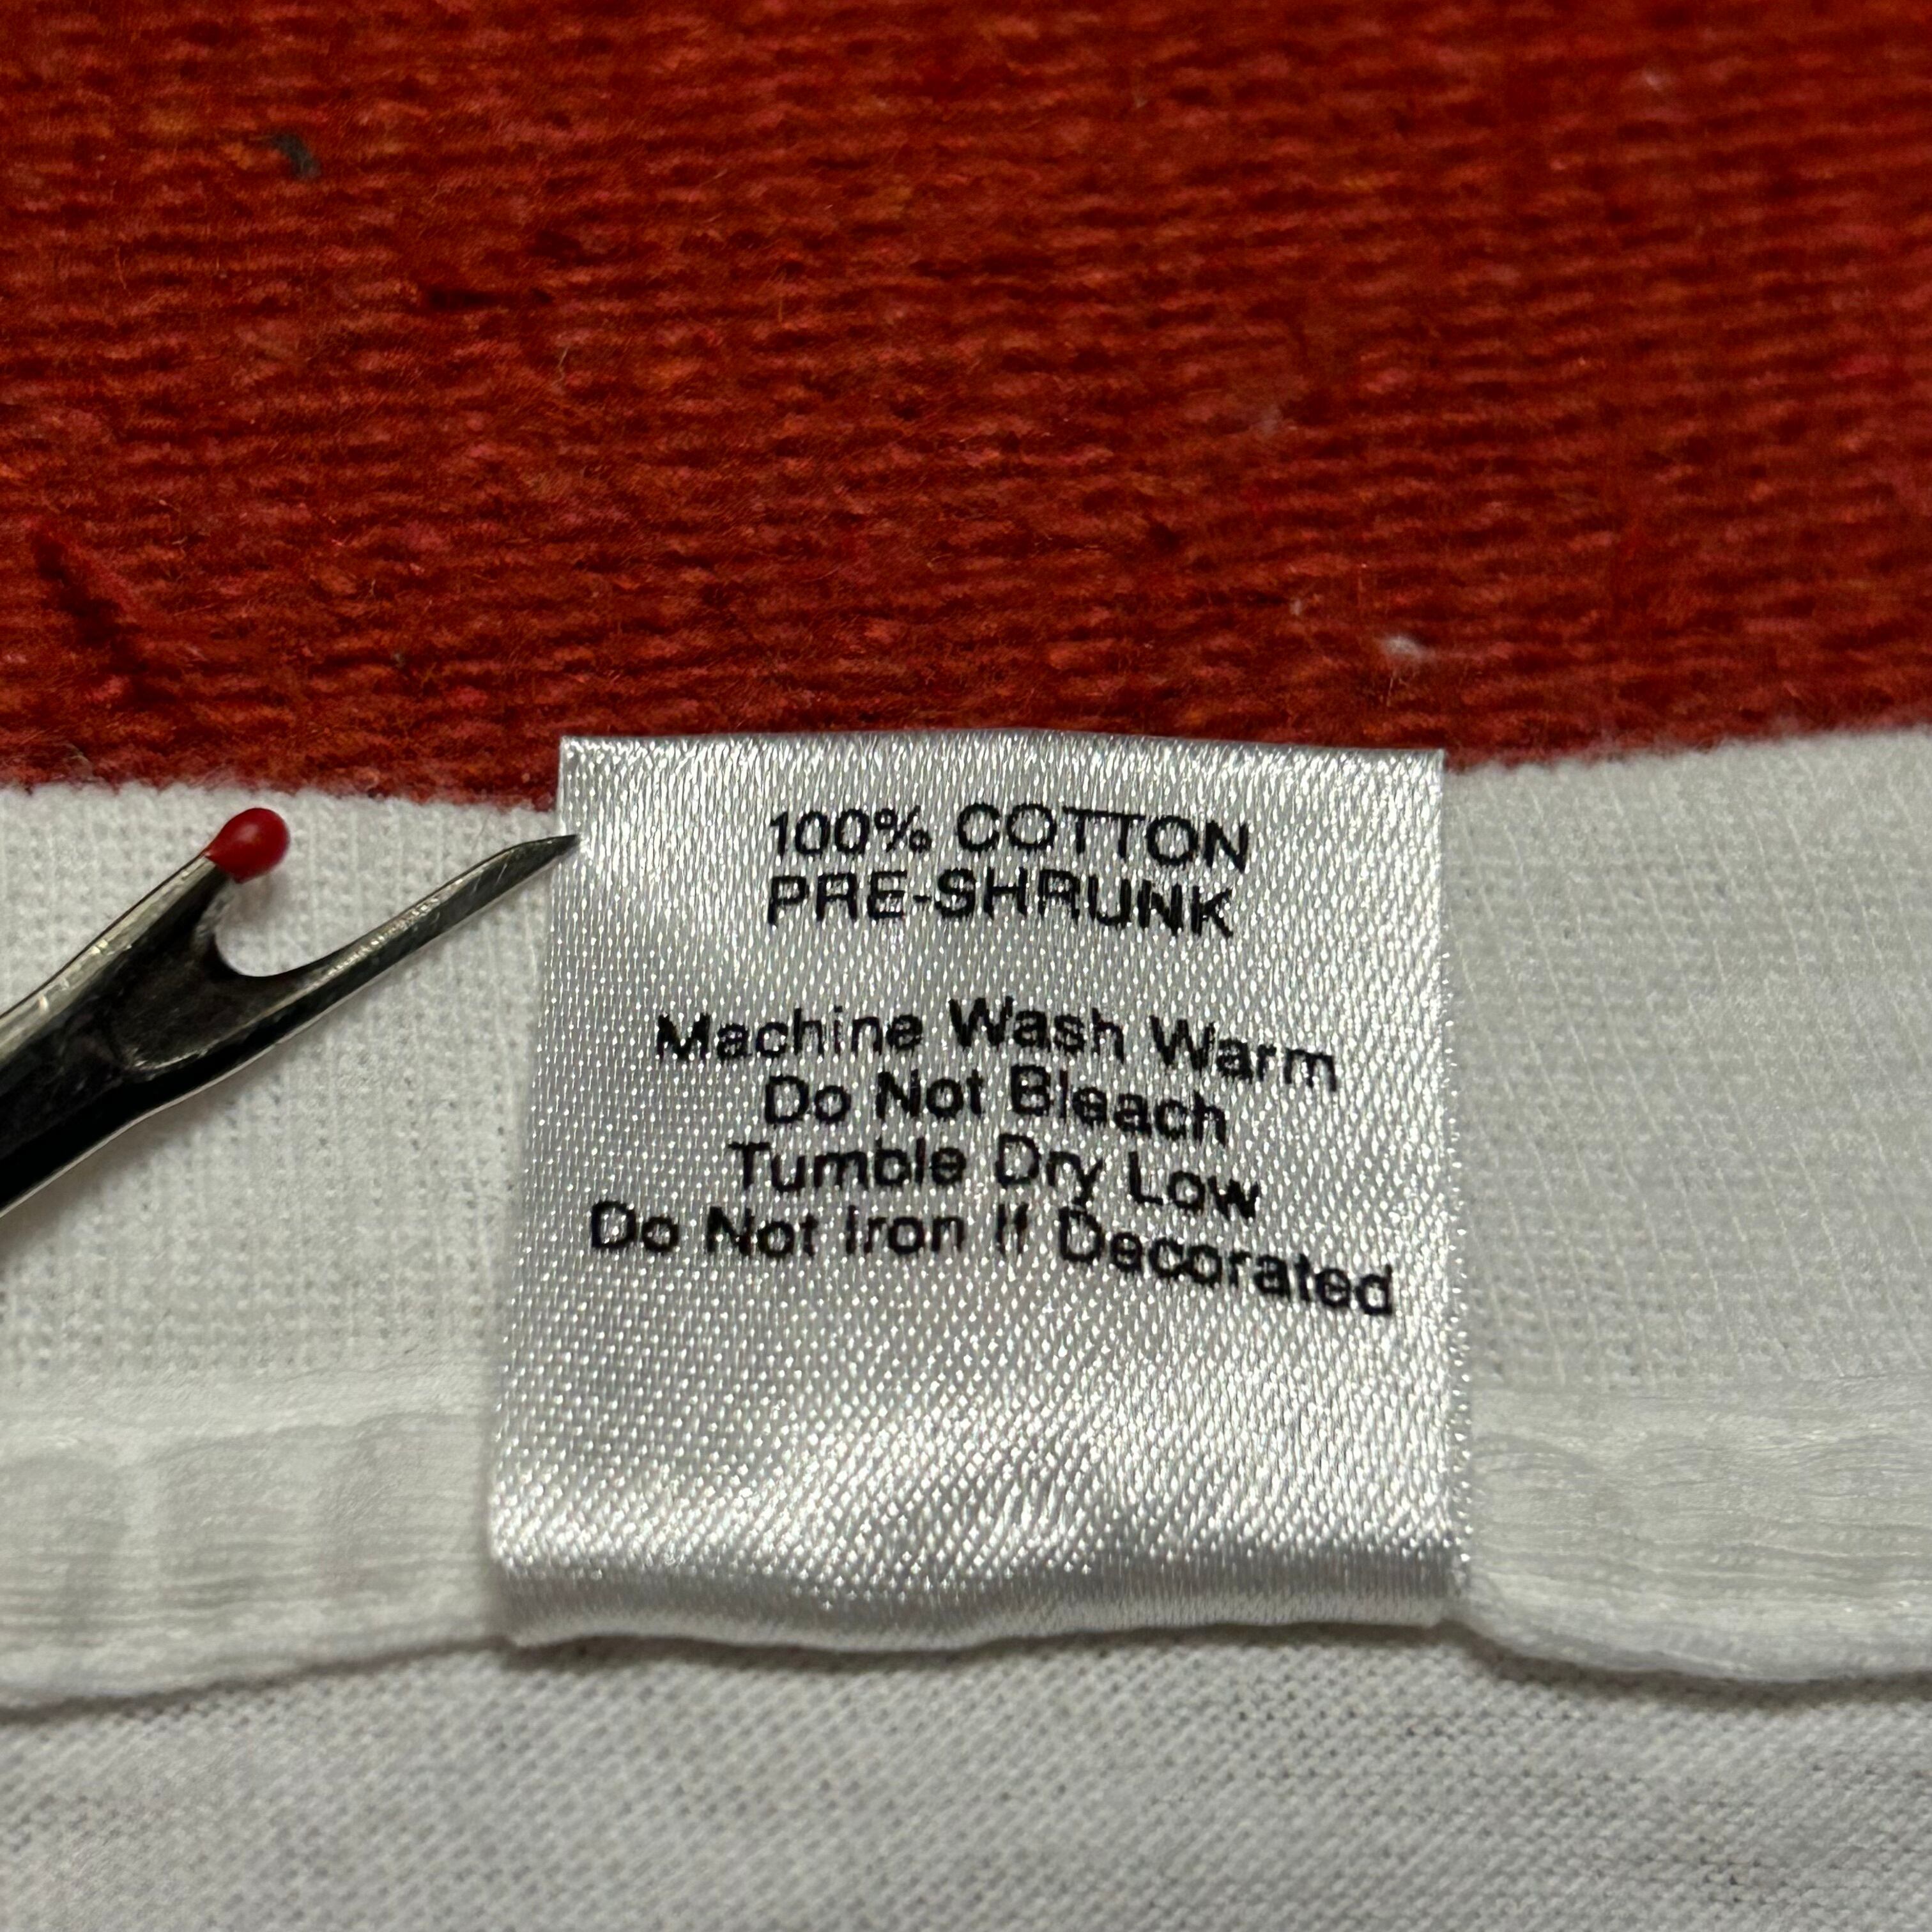 100% COTTON
PRE-SHRUNK
Machine Wash Warm
Do Not Bleach
Tumble Dry Low
Do Not Iron If Decorated